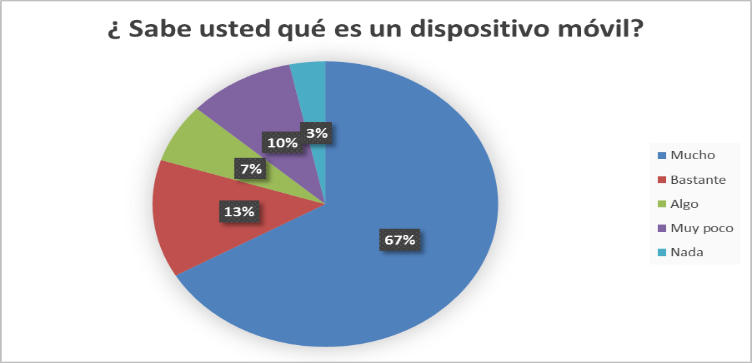 ¿ Sabe usted qué es un dispositivo móvil?
3%
10%
7%
13%
67%
Mucho
Bastante
Algo
Muy poco
Nada